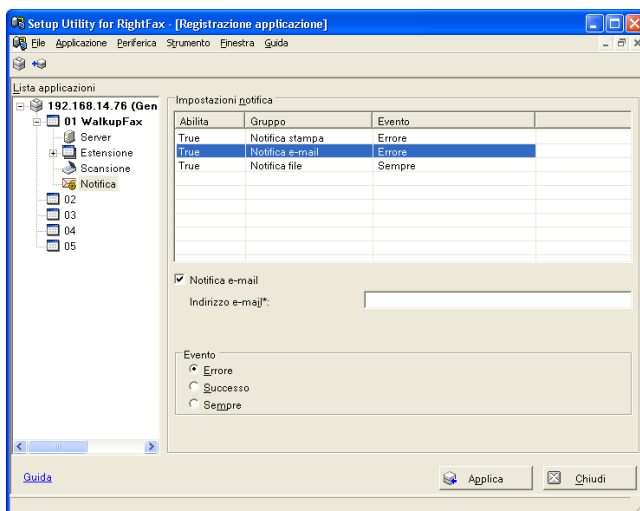 Setup Utility for RightFax - [Registrazione applicazione]
File Applicazione Periferica Strumento Finestra Guida
Lista applicazioni
192.168.14.76 (Gen
01 WalkupFax
Server
Estensione
Scansione
Notifica
02
03
04
05
Impostazioni notifica
Abilita Gruppo Evento
True Notifica stampa Errore
True Notifica e-mail Errore
True Notifica file Sempre
Notifica e-mail
Indirizzo e-mail*:
Evento
Errore
Successo
Sempre
Guida
Applica Chiudi